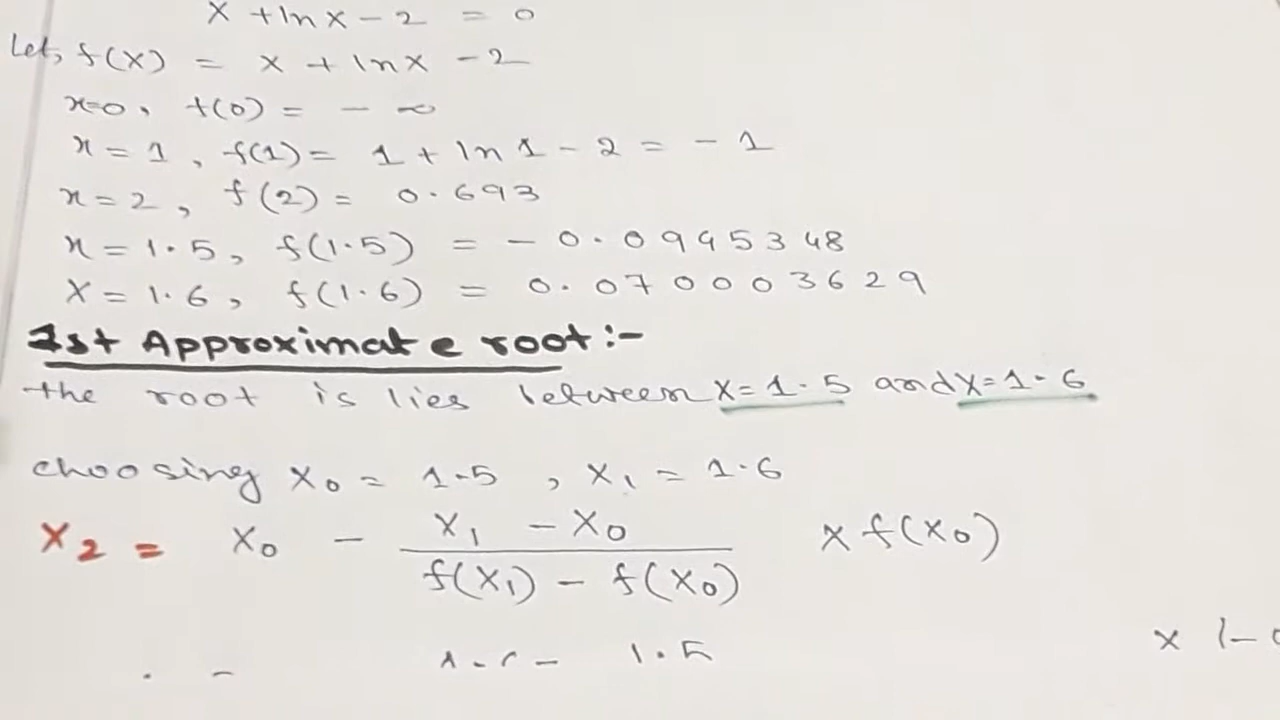 x + ln x - 2 = 0
Let, f(x) = x + ln x - 2
x=0, f(0) = - ∞
x = 1, f(1) = 1 + ln 1 - 2 = - 1
x = 2, f(2) = 0.693
x = 1.5, f(1.5) = - 0.0945348
X = 1.6, f(1.6) = 0.070003629
1st Approximate root:-
the root is lies between x=1.5 and x=1.6
choosing x₀ = 1.5, x₁ = 1.6
x₂ = x₀ - (x₁ - x₀) / (f(x₁) - f(x₀)) × f(x₀)
1.5